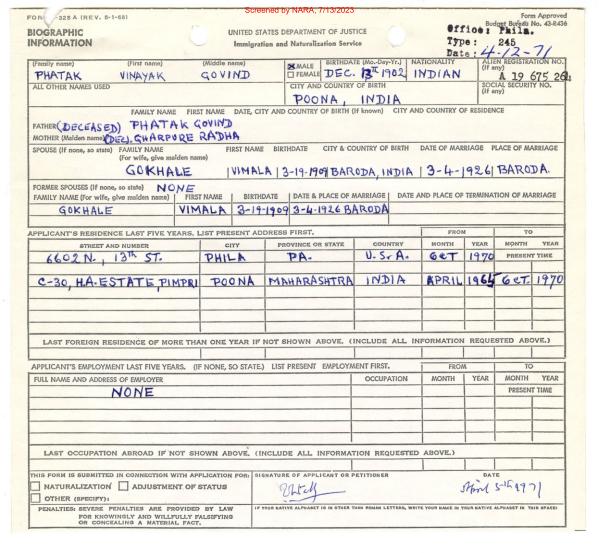 Screened by NARA, 7/13/2023
FORM G-325A (REV. 5-1-68)
Form Approved
Budget Bureau No. 43-R436
BIOGRAPHIC
INFORMATION
UNITED STATES DEPARTMENT OF JUSTICE
Immigration and Naturalization Service
Office: Phila.
Type: 245
Date: 4-12-71
(Family name) (First name) (Middle name) MALE FEMALE BIRTHDATE (Mo.-Day-Yr.) NATIONALITY ALIEN REGISTRATION NO. (If any)
PHATAK VINAYAK GOVIND DEC. 13TH 1902 INDIAN A 19 675 264
ALL OTHER NAMES USED CITY AND COUNTRY OF BIRTH SOCIAL SECURITY NO. (If any)
POONA, INDIA
FAMILY NAME FIRST NAME DATE, CITY AND COUNTRY OF BIRTH (If known) CITY AND COUNTRY OF RESIDENCE
FATHER (DECEASED) PHATAK GOVIND
MOTHER (Maiden name) (DEC). GHARPURE RADHA
SPOUSE (If none, so state) FAMILY NAME FIRST NAME BIRTHDATE CITY & COUNTRY OF BIRTH DATE OF MARRIAGE PLACE OF MARRIAGE
(For wife, give maiden name)
GOKHALE VIMALA 3-19-1909 BARODA, INDIA 3-4-1926 BARODA.
FORMER SPOUSES (If none, so state) NONE
FAMILY NAME (For wife, give maiden name) FIRST NAME BIRTHDATE DATE & PLACE OF MARRIAGE DATE AND PLACE OF TERMINATION OF MARRIAGE
GOKHALE VIMALA 3-19-1909 3-4-1926 BARODA
APPLICANT'S RESIDENCE LAST FIVE YEARS. LIST PRESENT ADDRESS FIRST. FROM TO
STREET AND NUMBER CITY PROVINCE OR STATE COUNTRY MONTH YEAR MONTH YEAR
6602 N., 13TH ST. PHILA PA. U.S.A. OCT 1970 PRESENT TIME
C-30, H.A. ESTATE, PIMPRI POONA MAHARASHTRA INDIA APRIL 1965 OCT. 1970
LAST FOREIGN RESIDENCE OF MORE THAN ONE YEAR IF NOT SHOWN ABOVE. (INCLUDE ALL INFORMATION REQUESTED ABOVE.)
APPLICANT'S EMPLOYMENT LAST FIVE YEARS. (IF NONE, SO STATE.) LIST PRESENT EMPLOYMENT FIRST. FROM TO
FULL NAME AND ADDRESS OF EMPLOYER OCCUPATION MONTH YEAR MONTH YEAR
NONE PRESENT TIME
LAST OCCUPATION ABROAD IF NOT SHOWN ABOVE. (INCLUDE ALL INFORMATION REQUESTED ABOVE.)
THIS FORM IS SUBMITTED IN CONNECTION WITH APPLICATION FOR: SIGNATURE OF APPLICANT OR PETITIONER DATE
NATURALIZATION ADJUSTMENT OF STATUS
April 5th 1971
OTHER (SPECIFY):
PENALTIES: SEVERE PENALTIES ARE PROVIDED BY LAW IF YOUR NATIVE ALPHABET IS IN OTHER THAN ROMAN LETTERS, WRITE YOUR NAME IN YOUR NATIVE ALPHABET IN THIS SPACE:
FOR KNOWINGLY AND WILLFULLY FALSIFYING
OR CONCEALING A MATERIAL FACT.